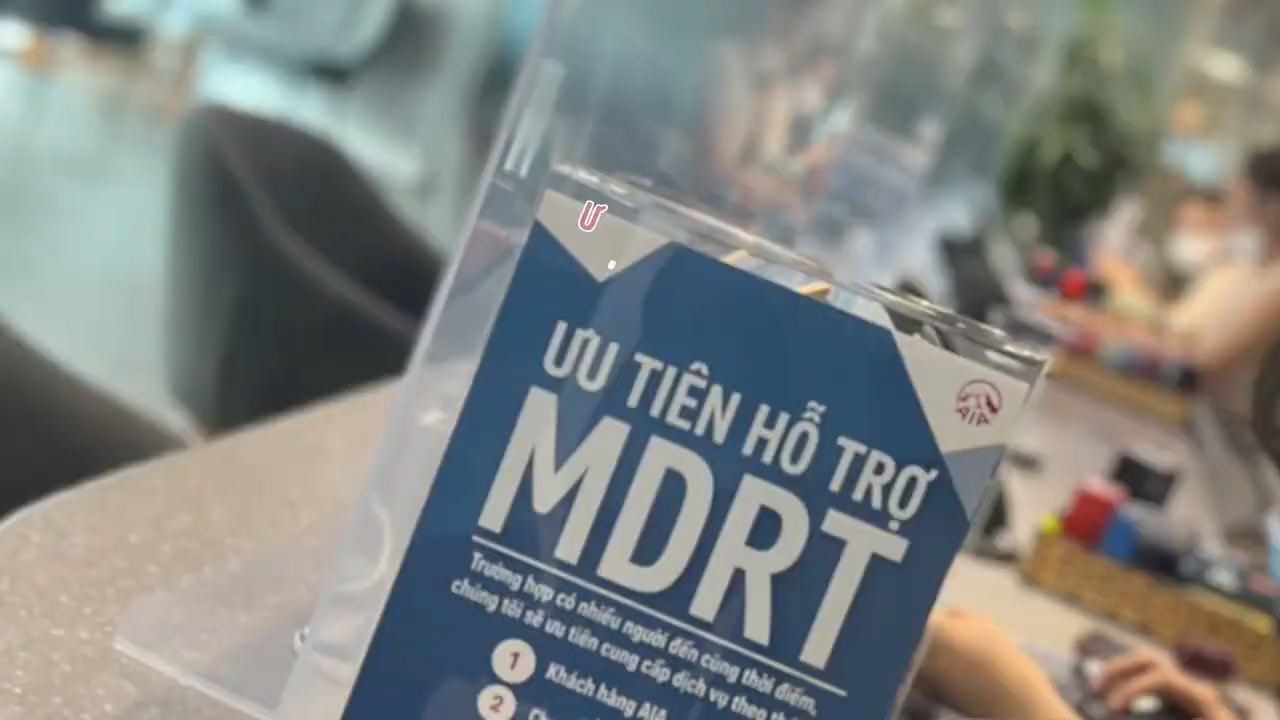 Ư
AIA
ƯU TIÊN HỖ TRỢ
MDRT
Trường hợp có nhiều người đến cùng thời điểm,
chúng tôi sẽ ưu tiên cung cấp dịch vụ theo
1 Khách hàng AIA
2